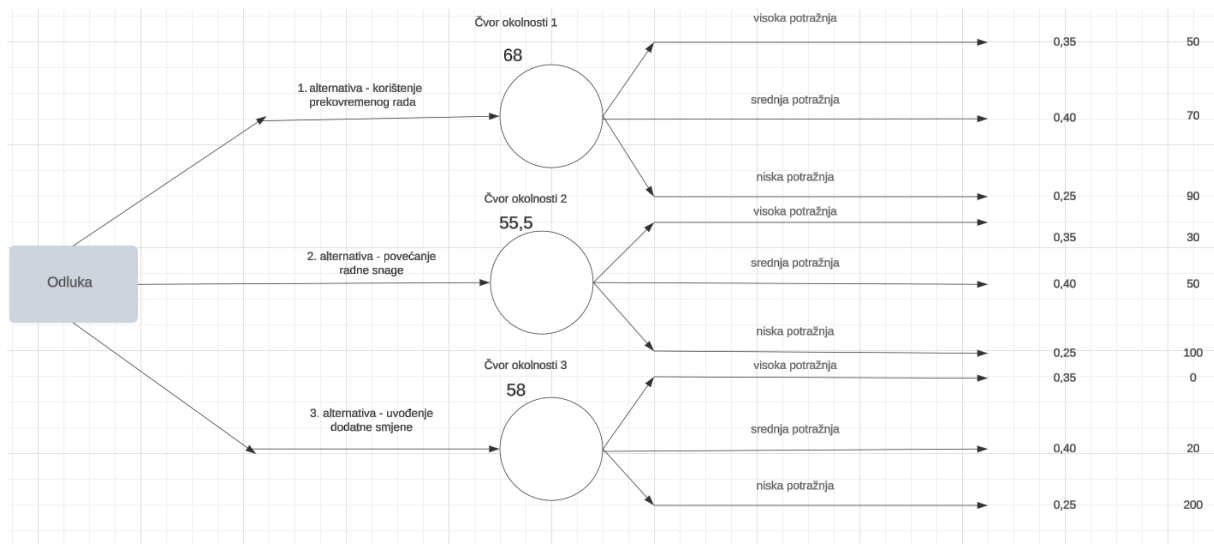 Čvor okolnosti 1
visoka potražnja
0,35
50
68
1. alternativa - korištenje
prekovremenog rada
srednja potražnja
0,40
70
niska potražnja
0,25
90
Čvor okolnosti 2
visoka potražnja
55,5
0,35
30
Odluka
2. alternativa - povećanje
radne snage
srednja potražnja
0,40
50
niska potražnja
0,25
100
Čvor okolnosti 3
visoka potražnja
0,35
0
58
3. alternativa - uvođenje
dodatne smjene
srednja potražnja
0,40
20
niska potražnja
0,25
200